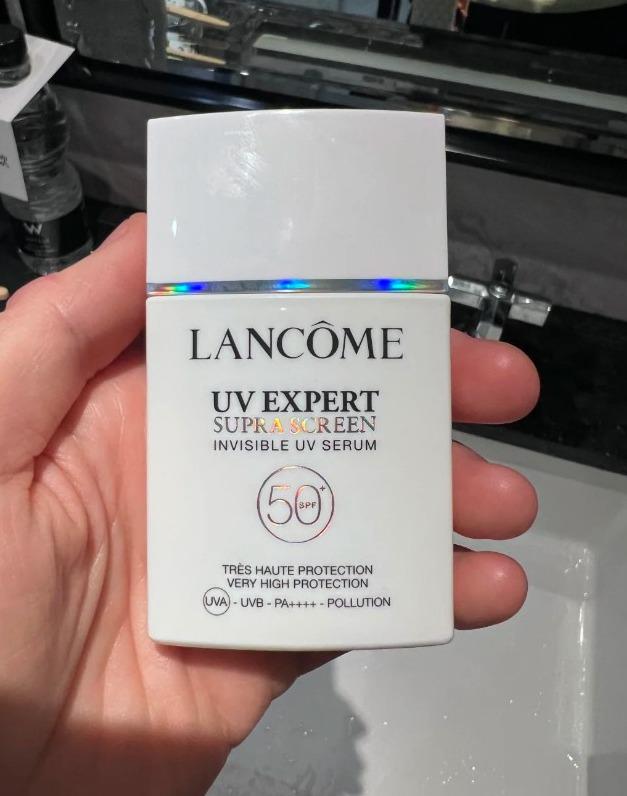 LANCÔME
UV EXPERT
SUPRA SCREEN
INVISIBLE UV SERUM
50+
SPF
TRÈS HAUTE PROTECTION
VERY HIGH PROTECTION
UVA - UVB - PA++++ - POLLUTION
W